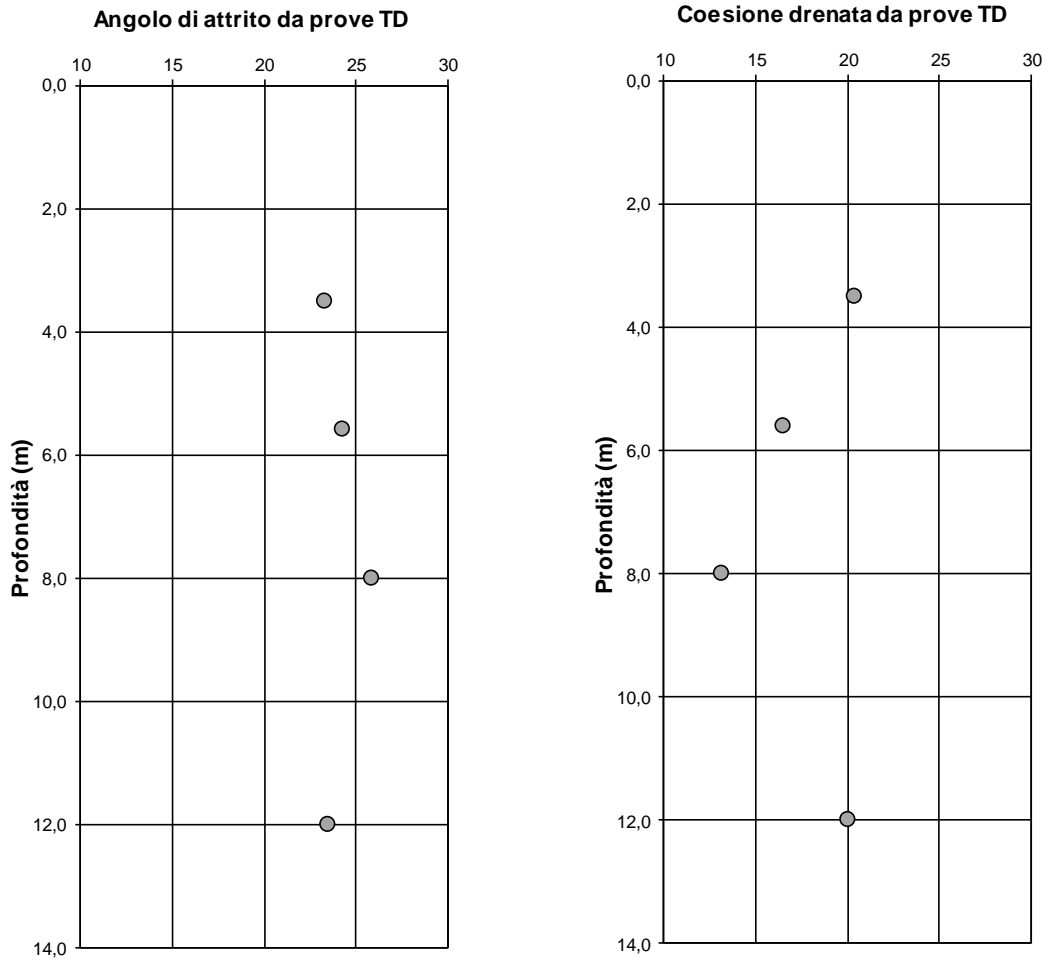 Angolo di attrito da prove TD
10 15 20 25 30
0,0
2,0
4,0
6,0
8,0
10,0
12,0
14,0
Profondità (m)
Coesione drenata da prove TD
10 15 20 25 30
0,0
2,0
4,0
6,0
8,0
10,0
12,0
14,0
Profondità (m)